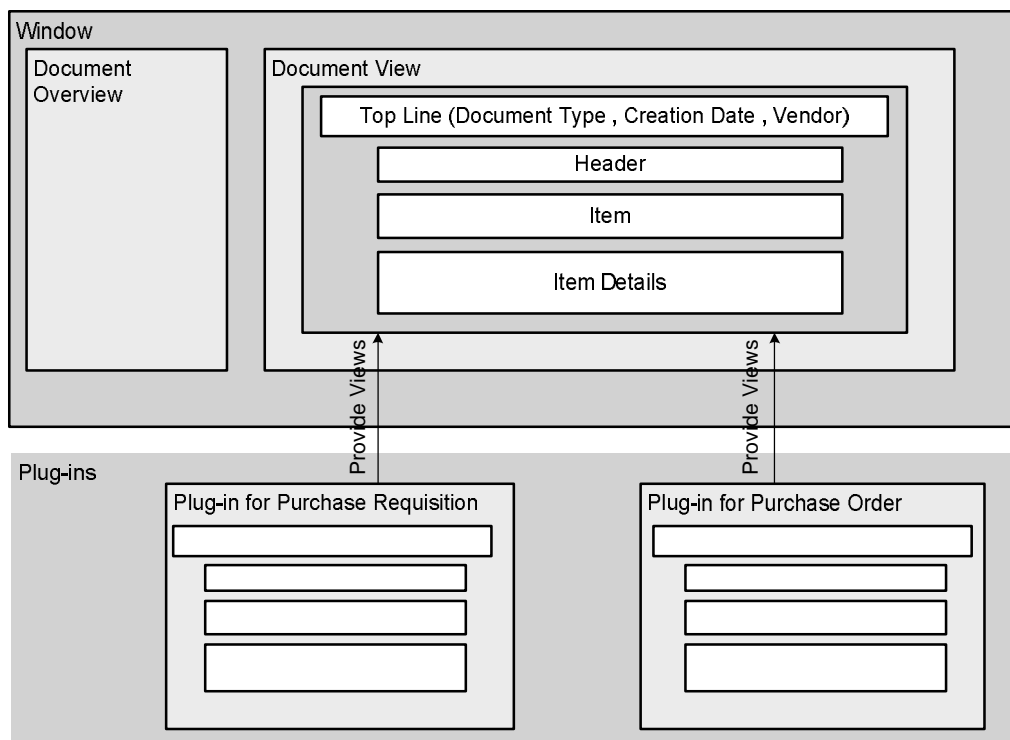 Window
Document
Overview
Document View
Top Line (Document Type , Creation Date , Vendor)
Header
Item
Item Details
Provide Views
Provide Views
Plug-ins
Plug-in for Purchase Requisition
Plug-in for Purchase Order